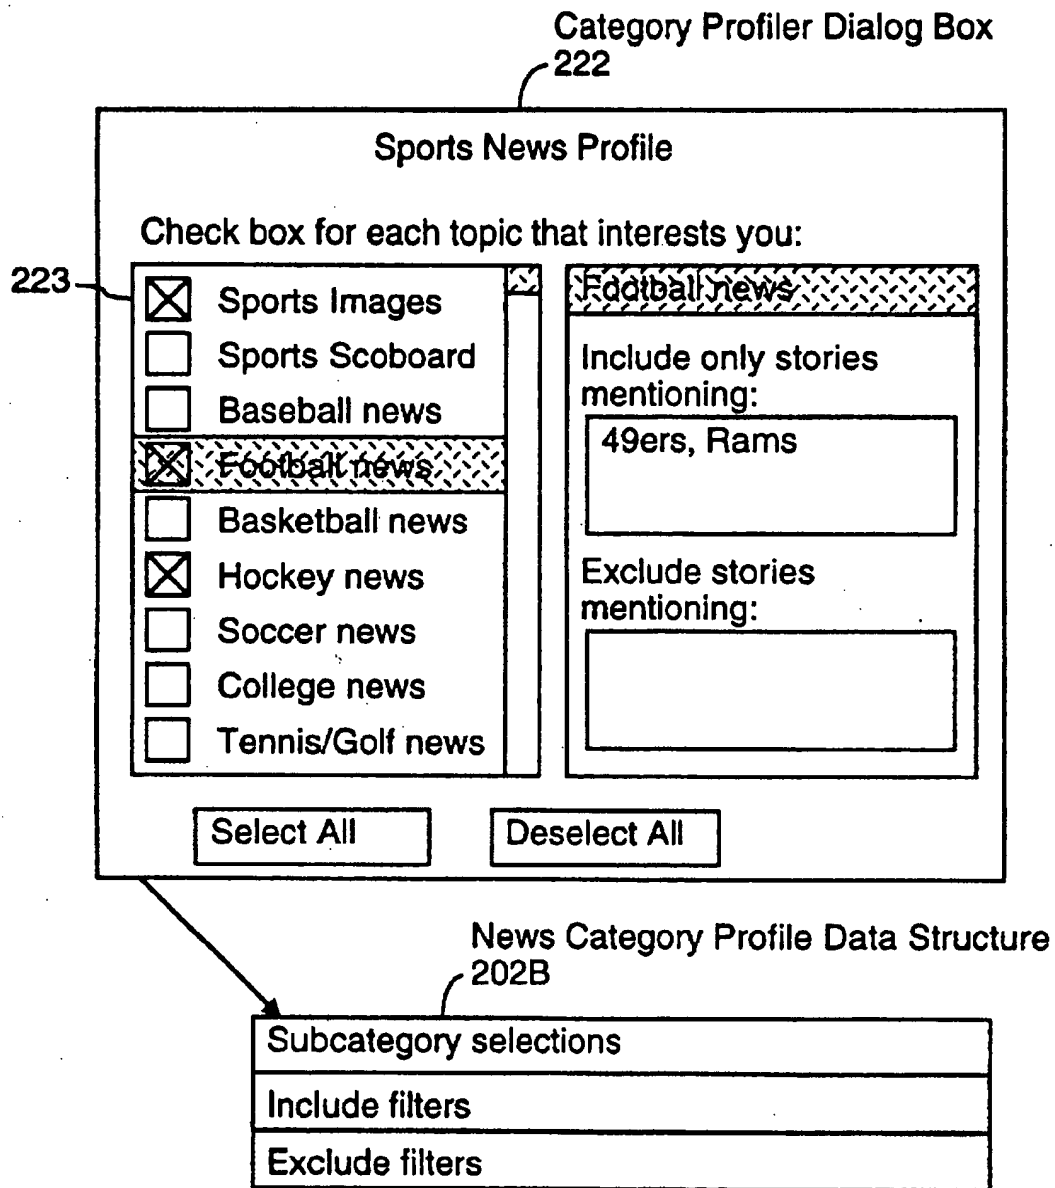 Category Profiler Dialog Box
222
Sports News Profile
Check box for each topic that interests you:
223
Sports Images
Sports Scoboard
Baseball news
Football news
Basketball news
Hockey news
Soccer news
College news
Tennis/Golf news
Football news
Include only stories
mentioning:
49ers, Rams
Exclude stories
mentioning:
Select All
Deselect All
News Category Profile Data Structure
202B
Subcategory selections
Include filters
Exclude filters